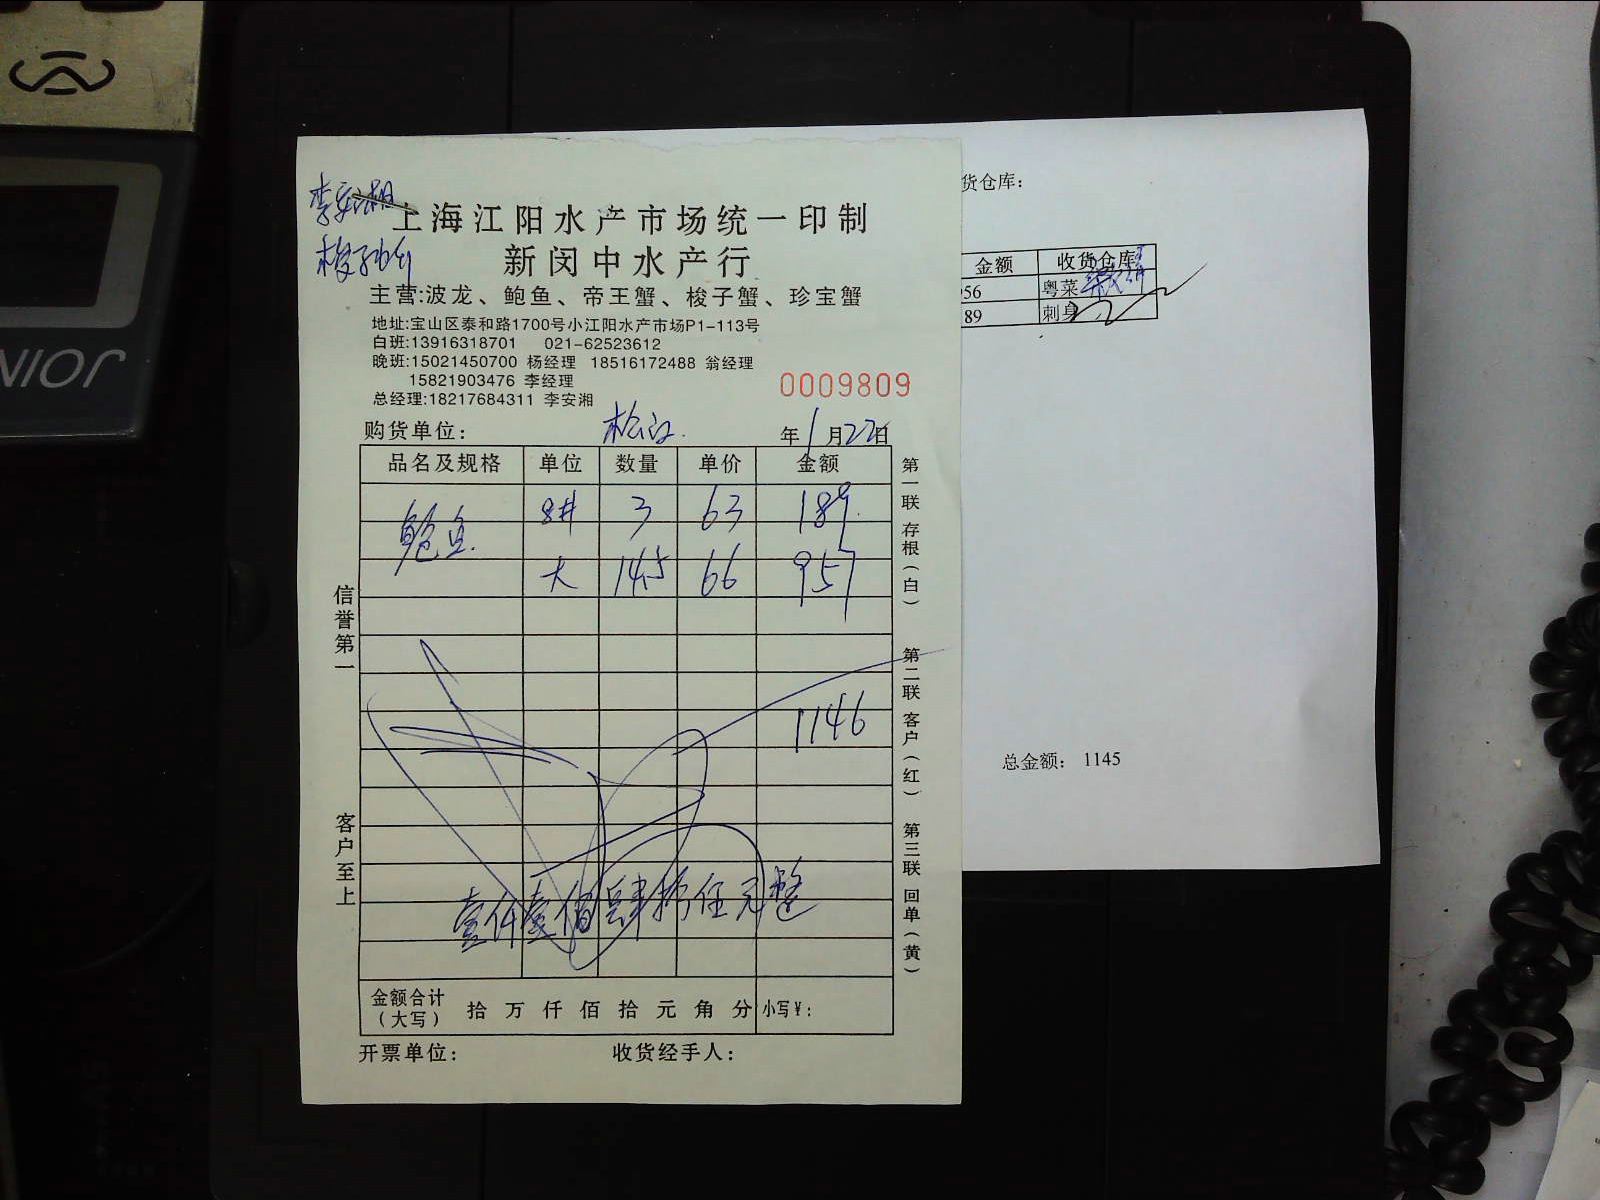 李安湘
梭子蟹
上海江阳水产市场统一印制
新闵中水产行
主营:波龙、鲍鱼、帝王蟹、梭子蟹、珍宝蟹
地址:宝山区泰和路1700号小江阳水产市场P1-113号
白班:13916318701 021-62523612
晚班:15021450700 杨经理 18516172488 翁经理
15821903476 李经理
总经理:18217684311 李安湘
0009809
购货单位: 松江 年1月22日
品名及规格 单位 数量 单价 金额
鲍鱼 8# 3 63 189
大 14.5 66 957
1146
壹仟壹佰肆拾伍元整
金额合计(大写) 拾 万 仟 佰 拾 元 角 分 小写¥:
开票单位: 收货经手人:
信誉第一
客户至上
第一联 存根(白)
第二联 客户(红)
第三联 回单(黄)
货仓库:
金额 收货仓库
956 粤菜
189 刺身
总金额: 1145
JOIN